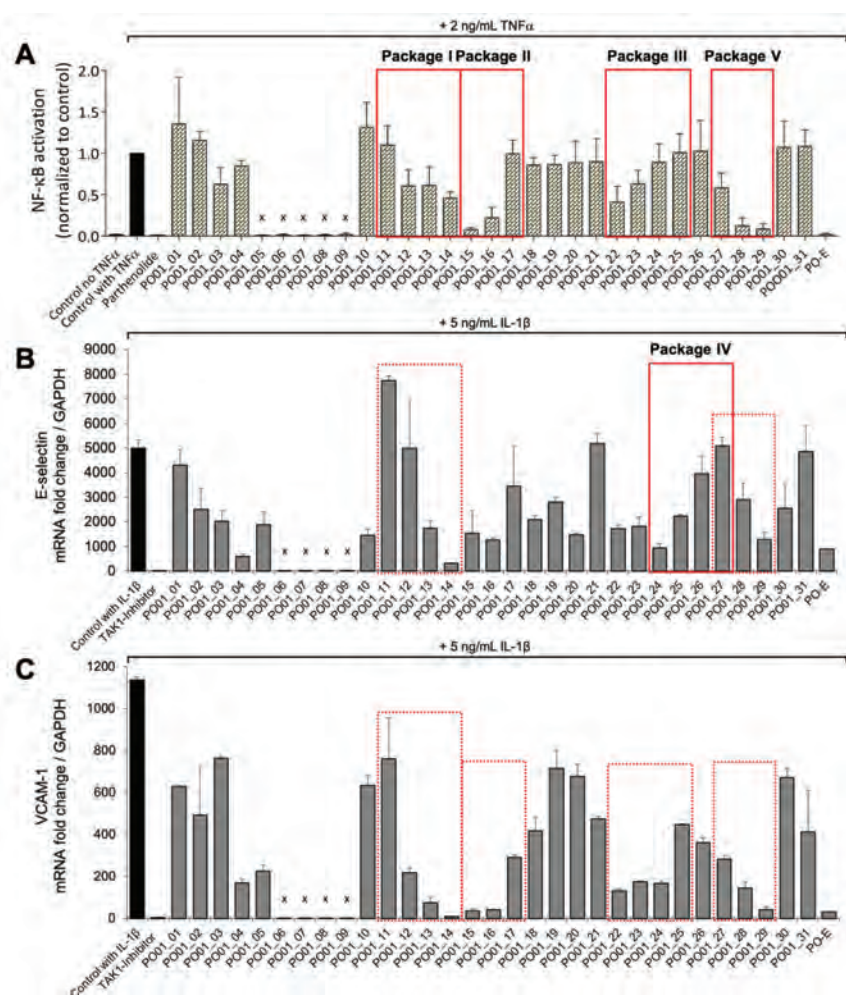 + 2 ng/mL TNFα
A
Package I Package II Package III Package V
NF-κB activation
(normalized to control)
2.0
1.5
1.0
0.5
0.0
x x x x x
Control no TNFα
Control with TNFα
Parthenolide
PO01_01
PO01_02
PO01_03
PO01_04
PO01_05
PO01_06
PO01_07
PO01_08
PO01_09
PO01_10
PO01_11
PO01_12
PO01_13
PO01_14
PO01_15
PO01_16
PO01_17
PO01_18
PO01_19
PO01_20
PO01_21
PO01_22
PO01_23
PO01_24
PO01_25
PO01_26
PO01_27
PO01_28
PO01_29
PO01_30
POO01_31
PO-E
+ 5 ng/mL IL-1β
B
Package IV
E-selectin
mRNA fold change / GAPDH
9000
8000
7000
6000
5000
4000
3000
2000
1000
0
x x x x
Control with IL-1β
TAK1-inhibitor
PO01_01
PO01_02
PO01_03
PO01_04
PO01_05
PO01_06
PO01_07
PO01_08
PO01_09
PO01_10
PO01_11
PO01_12
PO01_13
PO01_14
PO01_15
PO01_16
PO01_17
PO01_18
PO01_19
PO01_20
PO01_21
PO01_22
PO01_23
PO01_24
PO01_25
PO01_26
PO01_27
PO01_28
PO01_29
PO01_30
PO01_31
PO-E
+ 5 ng/mL IL-1β
C
VCAM-1
mRNA fold change / GAPDH
1200
1000
800
600
400
200
0
x x x x
Control with IL-1β
TAK1-inhibitor
PO01_01
PO01_02
PO01_03
PO01_04
PO01_05
PO01_06
PO01_07
PO01_08
PO01_09
PO01_10
PO01_11
PO01_12
PO01_13
PO01_14
PO01_15
PO01_16
PO01_17
PO01_18
PO01_19
PO01_20
PO01_21
PO01_22
PO01_23
PO01_24
PO01_25
PO01_26
PO01_27
PO01_28
PO01_29
PO01_30
PO01_31
PO-E